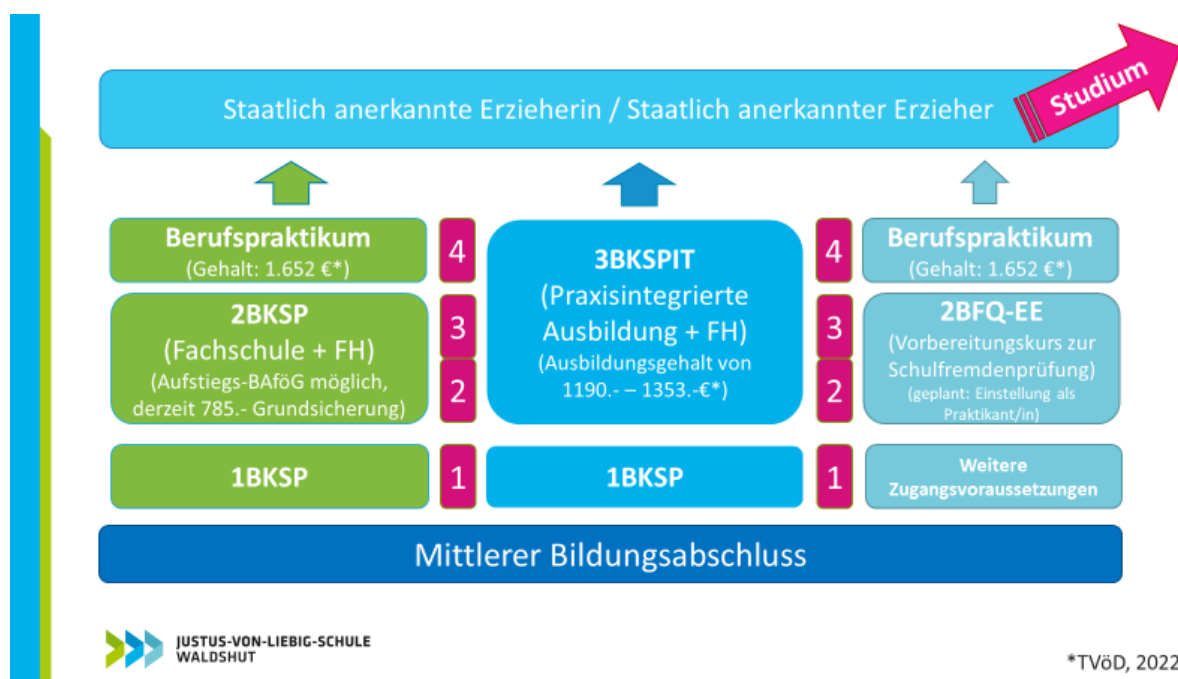 Studium
Staatlich anerkannte Erzieherin / Staatlich anerkannter Erzieher
Berufspraktikum
(Gehalt: 1.652 €*)
2BKSP
(Fachschule + FH)
(Aufstiegs-BAföG möglich,
derzeit 785.- Grundsicherung)
1BKSP
4
3
2
1
3BKSPIT
(Praxisintegrierte
Ausbildung + FH)
(Ausbildungsgehalt von
1190.- – 1353.-€*)
1BKSP
4
3
2
1
Berufspraktikum
(Gehalt: 1.652 €*)
2BFQ-EE
(Vorbereitungskurs zur
Schulfremdenprüfung)
(geplant: Einstellung als
Praktikant/in)
Weitere
Zugangsvoraussetzungen
Mittlerer Bildungsabschluss
JUSTUS-VON-LIEBIG-SCHULE
WALDSHUT
*TVöD, 2022